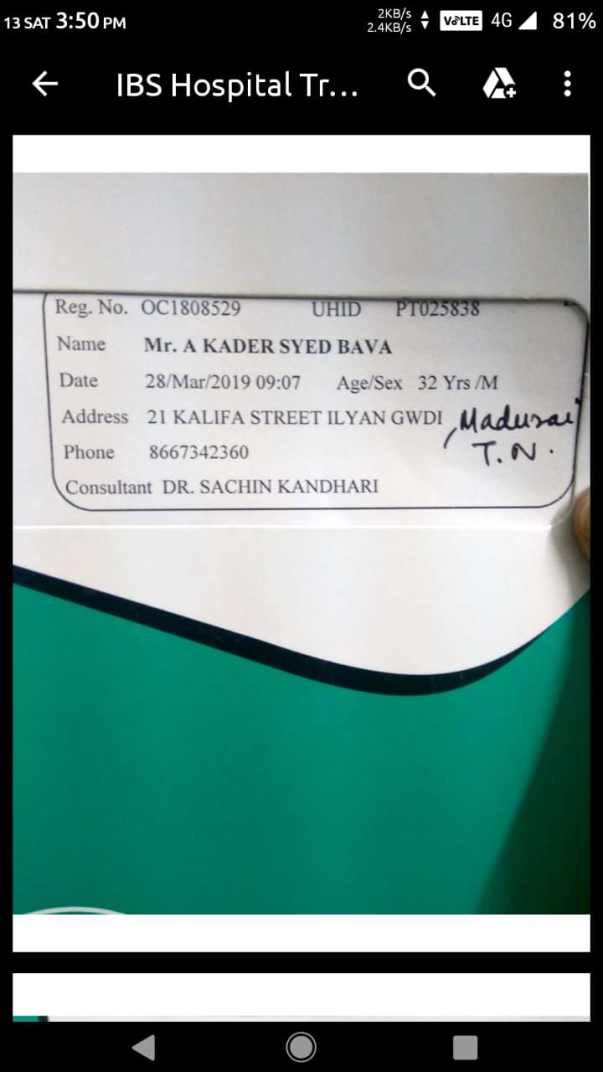 13 SAT 3:50 PM 2KB/s 2.4KB/s VoLTE 4G 81%
IBS Hospital Tr...
Reg. No. OC1808529 UHID PT025838
Name Mr. A KADER SYED BAVA
Date 28/Mar/2019 09:07 Age/Sex 32 Yrs /M
Address 21 KALIFA STREET ILYAN GWDI , Madurai
T.N.
Phone 8667342360
Consultant DR. SACHIN KANDHARI